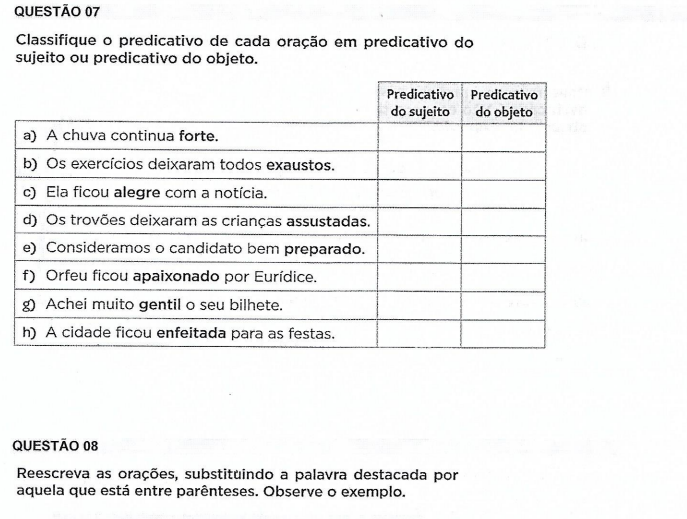 QUESTÃO 07
Classifique o predicativo de cada oração em predicativo do
sujeito ou predicativo do objeto.
Predicativo do sujeito
Predicativo do objeto
a) A chuva continua forte.
b) Os exercícios deixaram todos exaustos.
c) Ela ficou alegre com a notícia.
d) Os trovões deixaram as crianças assustadas.
e) Consideramos o candidato bem preparado.
f) Orfeu ficou apaixonado por Eurídice.
g) Achei muito gentil o seu bilhete.
h) A cidade ficou enfeitada para as festas.
QUESTÃO 08
Reescreva as orações, substituindo a palavra destacada por
aquela que está entre parênteses. Observe o exemplo.